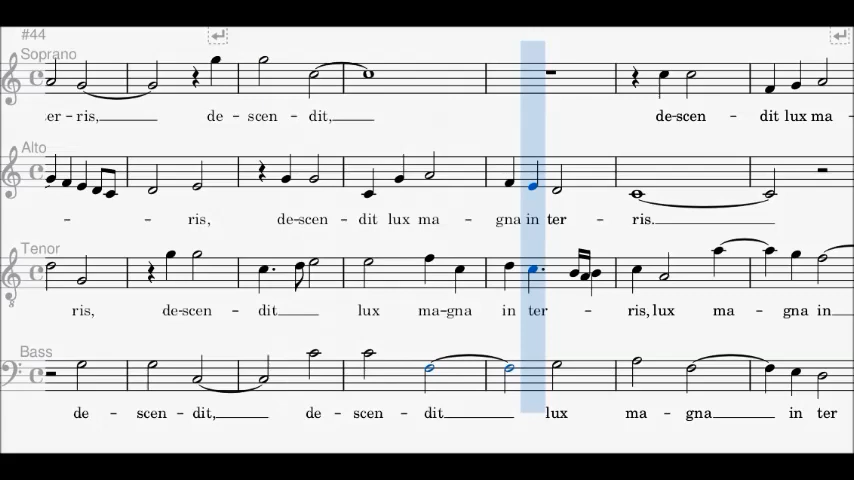 #44
Soprano
er - ris, de - scen - dit, de - scen - dit lux ma -
Alto
- ris, de - scen - dit lux ma - gna in ter - ris.
Tenor
8
ris, de - scen - dit lux ma - gna in ter - ris, lux ma - gna in
Bass
de - scen - dit, de - scen - dit lux ma - gna in ter